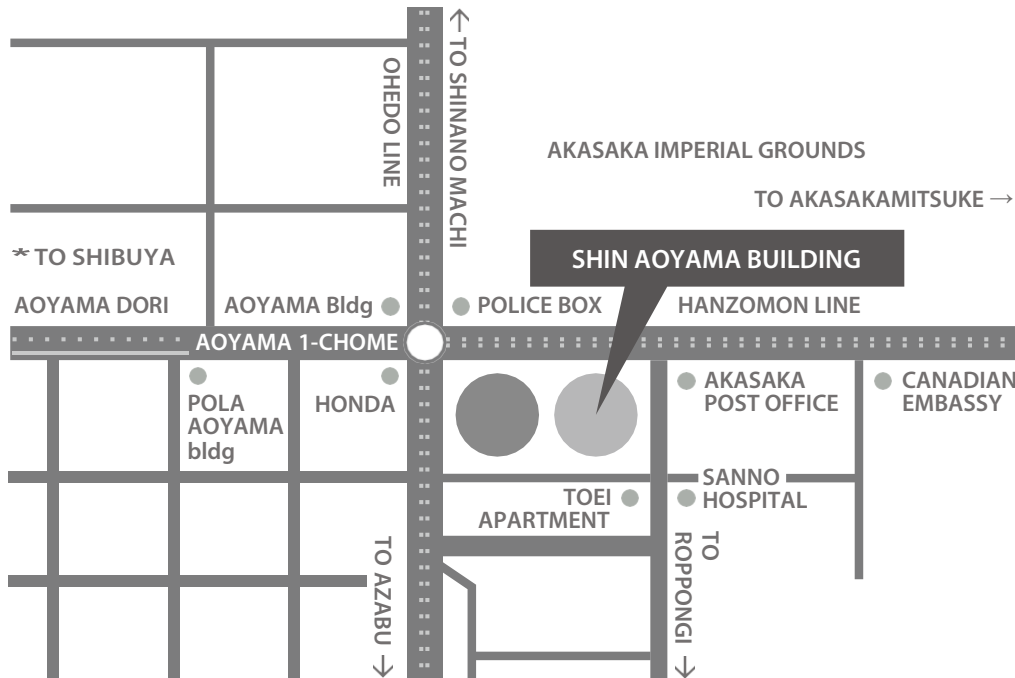 OHEDO LINE
TO SHINANO MACHI
AKASAKA IMPERIAL GROUNDS
TO AKASAKAMITSUKE →
* TO SHIBUYA
SHIN AOYAMA BUILDING
AOYAMA DORI
AOYAMA Bldg
POLICE BOX
HANZOMON LINE
AOYAMA 1-CHOME
POLA
AOYAMA
bldg
HONDA
AKASAKA
POST OFFICE
CANADIAN
EMBASSY
TOEI
APARTMENT
SANNO
HOSPITAL
TO AZABU
TO
ROPPONGI